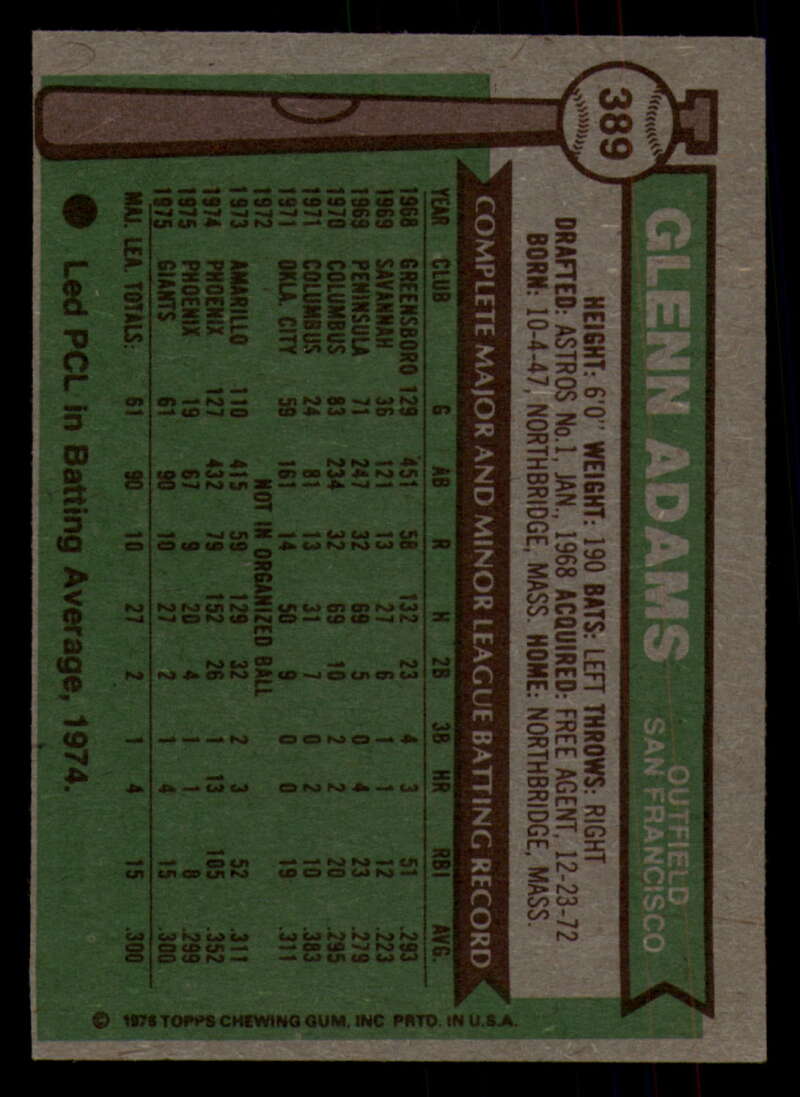 389
GLENN ADAMS
OUTFIELD
SAN FRANCISCO
HEIGHT: 6'0" WEIGHT: 190 BATS: LEFT THROWS: RIGHT
DRAFTED: ASTROS No.1, JAN., 1968 ACQUIRED: FREE AGENT, 12-23-72
BORN: 10-4-47, NORTHBRIDGE, MASS. HOME: NORTHBRIDGE, MASS.
COMPLETE MAJOR AND MINOR LEAGUE BATTING RECORD
YEAR CLUB G AB R H 2B 3B HR RBI AVG.
1968 GREENSBORO 129 451 58 132 23 4 3 51 .293
1969 SAVANNAH 36 121 13 27 6 1 1 12 .223
1969 PENINSULA 71 247 32 69 5 0 4 23 .279
1970 COLUMBUS 83 234 32 69 10 2 2 20 .295
1971 COLUMBUS 24 81 13 31 7 0 2 10 .383
1971 OKLA. CITY 59 161 14 50 9 0 0 19 .311
1972 NOT IN ORGANIZED BALL
1973 AMARILLO 110 415 59 129 32 2 3 52 .311
1974 PHOENIX 127 432 79 152 26 1 13 105 .352
1975 PHOENIX 19 67 9 20 4 1 1 8 .299
1975 GIANTS 61 90 10 27 2 1 4 15 .300
MAJ. LEA. TOTALS: 61 90 10 27 2 1 4 15 .300
Led PCL in Batting Average, 1974.
© 1976 TOPPS CHEWING GUM, INC PRTD. IN U.S.A.